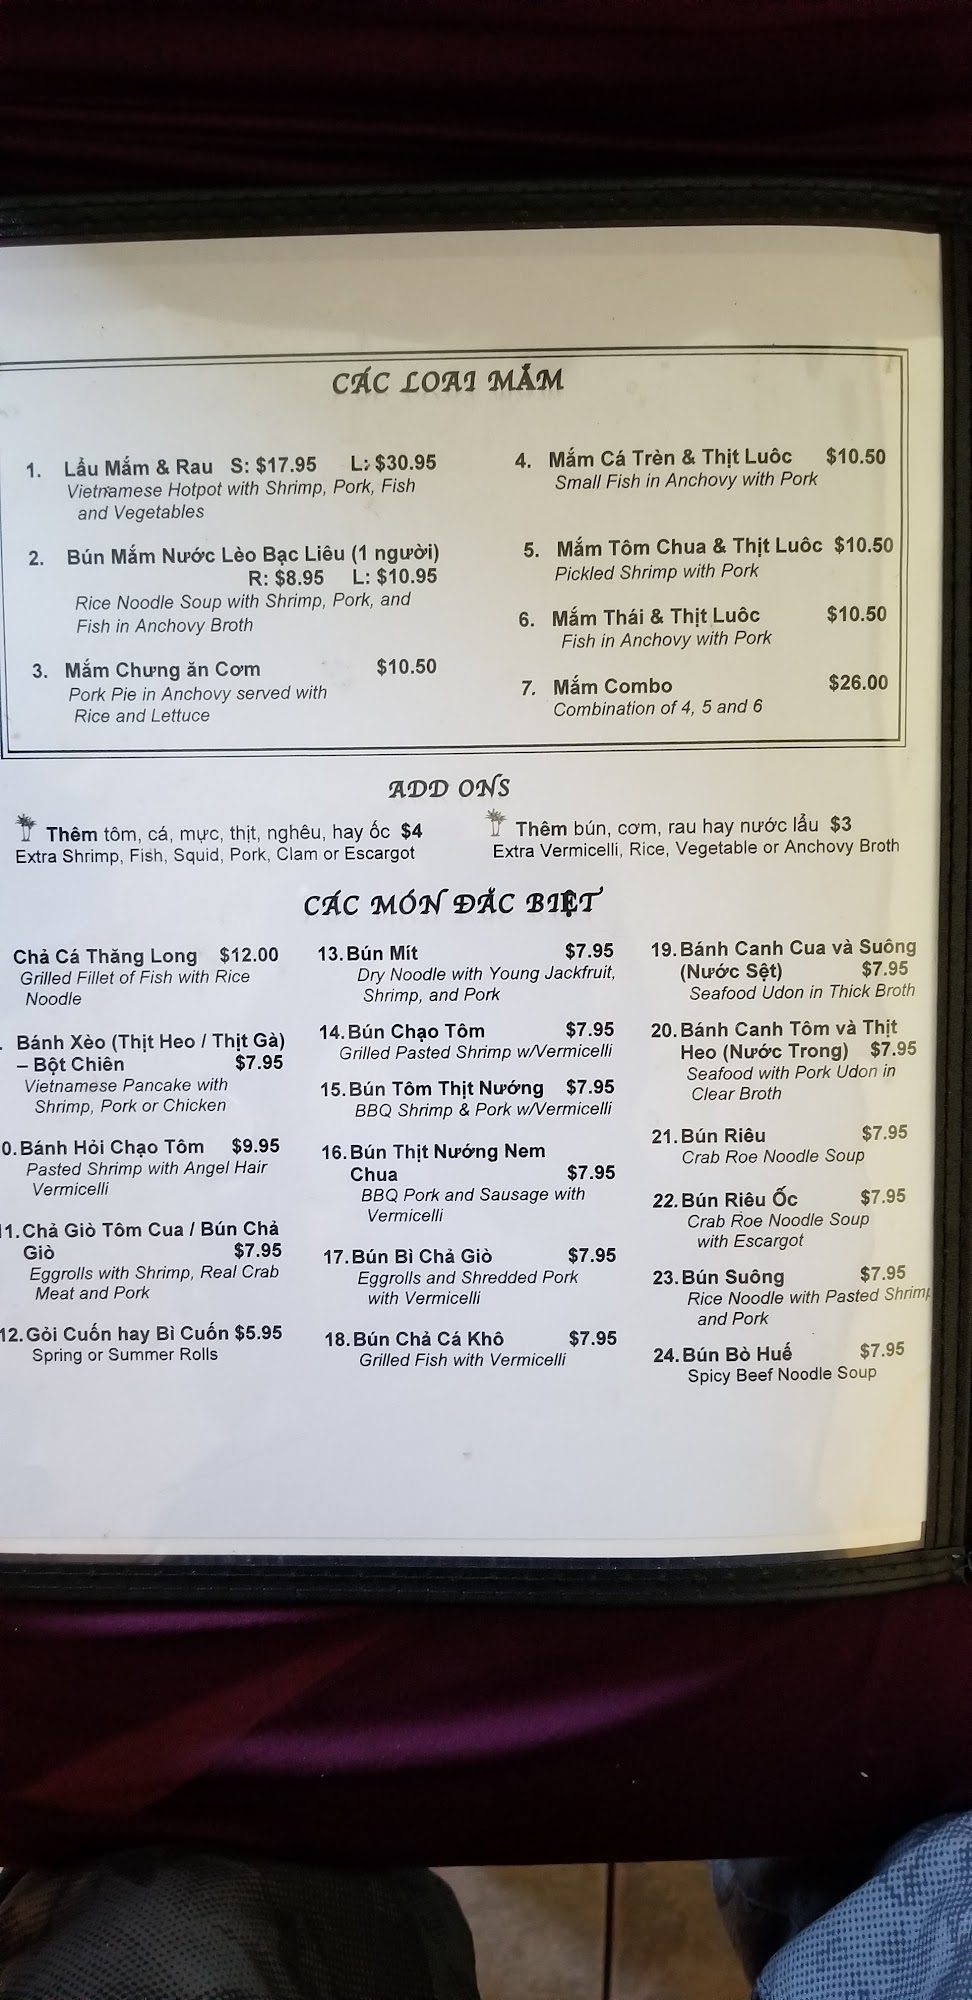 CÁC LOẠI MẮM
1. Lẩu Mắm & Rau S: $17.95 L: $30.95
Vietnamese Hotpot with Shrimp, Pork, Fish
and Vegetables
2. Bún Mắm Nước Lèo Bạc Liêu (1 người)
R: $8.95 L: $10.95
Rice Noodle Soup with Shrimp, Pork, and
Fish in Anchovy Broth
3. Mắm Chưng ăn Cơm $10.50
Pork Pie in Anchovy served with
Rice and Lettuce
4. Mắm Cá Trèn & Thịt Luôc $10.50
Small Fish in Anchovy with Pork
5. Mắm Tôm Chua & Thịt Luôc $10.50
Pickled Shrimp with Pork
6. Mắm Thái & Thịt Luôc $10.50
Fish in Anchovy with Pork
7. Mắm Combo $26.00
Combination of 4, 5 and 6
ADD ONS
Thêm tôm, cá, mực, thịt, nghêu, hay ốc $4
Extra Shrimp, Fish, Squid, Pork, Clam or Escargot
Thêm bún, cơm, rau hay nước lẩu $3
Extra Vermicelli, Rice, Vegetable or Anchovy Broth
CÁC MÓN ĐẶC BIỆT
Chả Cá Thăng Long $12.00
Grilled Fillet of Fish with Rice
Noodle
. Bánh Xèo (Thịt Heo / Thịt Gà)
– Bột Chiên $7.95
Vietnamese Pancake with
Shrimp, Pork or Chicken
0. Bánh Hỏi Chạo Tôm $9.95
Pasted Shrimp with Angel Hair
Vermicelli
11. Chả Giò Tôm Cua / Bún Chả
Giò $7.95
Eggrolls with Shrimp, Real Crab
Meat and Pork
12. Gỏi Cuốn hay Bì Cuốn $5.95
Spring or Summer Rolls
13. Bún Mít $7.95
Dry Noodle with Young Jackfruit,
Shrimp, and Pork
14. Bún Chạo Tôm $7.95
Grilled Pasted Shrimp w/Vermicelli
15. Bún Tôm Thịt Nướng $7.95
BBQ Shrimp & Pork w/Vermicelli
16. Bún Thịt Nướng Nem
Chua $7.95
BBQ Pork and Sausage with
Vermicelli
17. Bún Bì Chả Giò $7.95
Eggrolls and Shredded Pork
with Vermicelli
18. Bún Chả Cá Khô $7.95
Grilled Fish with Vermicelli
19. Bánh Canh Cua và Suông
(Nước Sệt) $7.95
Seafood Udon in Thick Broth
20. Bánh Canh Tôm và Thịt
Heo (Nước Trong) $7.95
Seafood with Pork Udon in
Clear Broth
21. Bún Riêu $7.95
Crab Roe Noodle Soup
22. Bún Riêu Ốc $7.95
Crab Roe Noodle Soup
with Escargot
23. Bún Suông $7.95
Rice Noodle with Pasted Shrimp
and Pork
24. Bún Bò Huế $7.95
Spicy Beef Noodle Soup